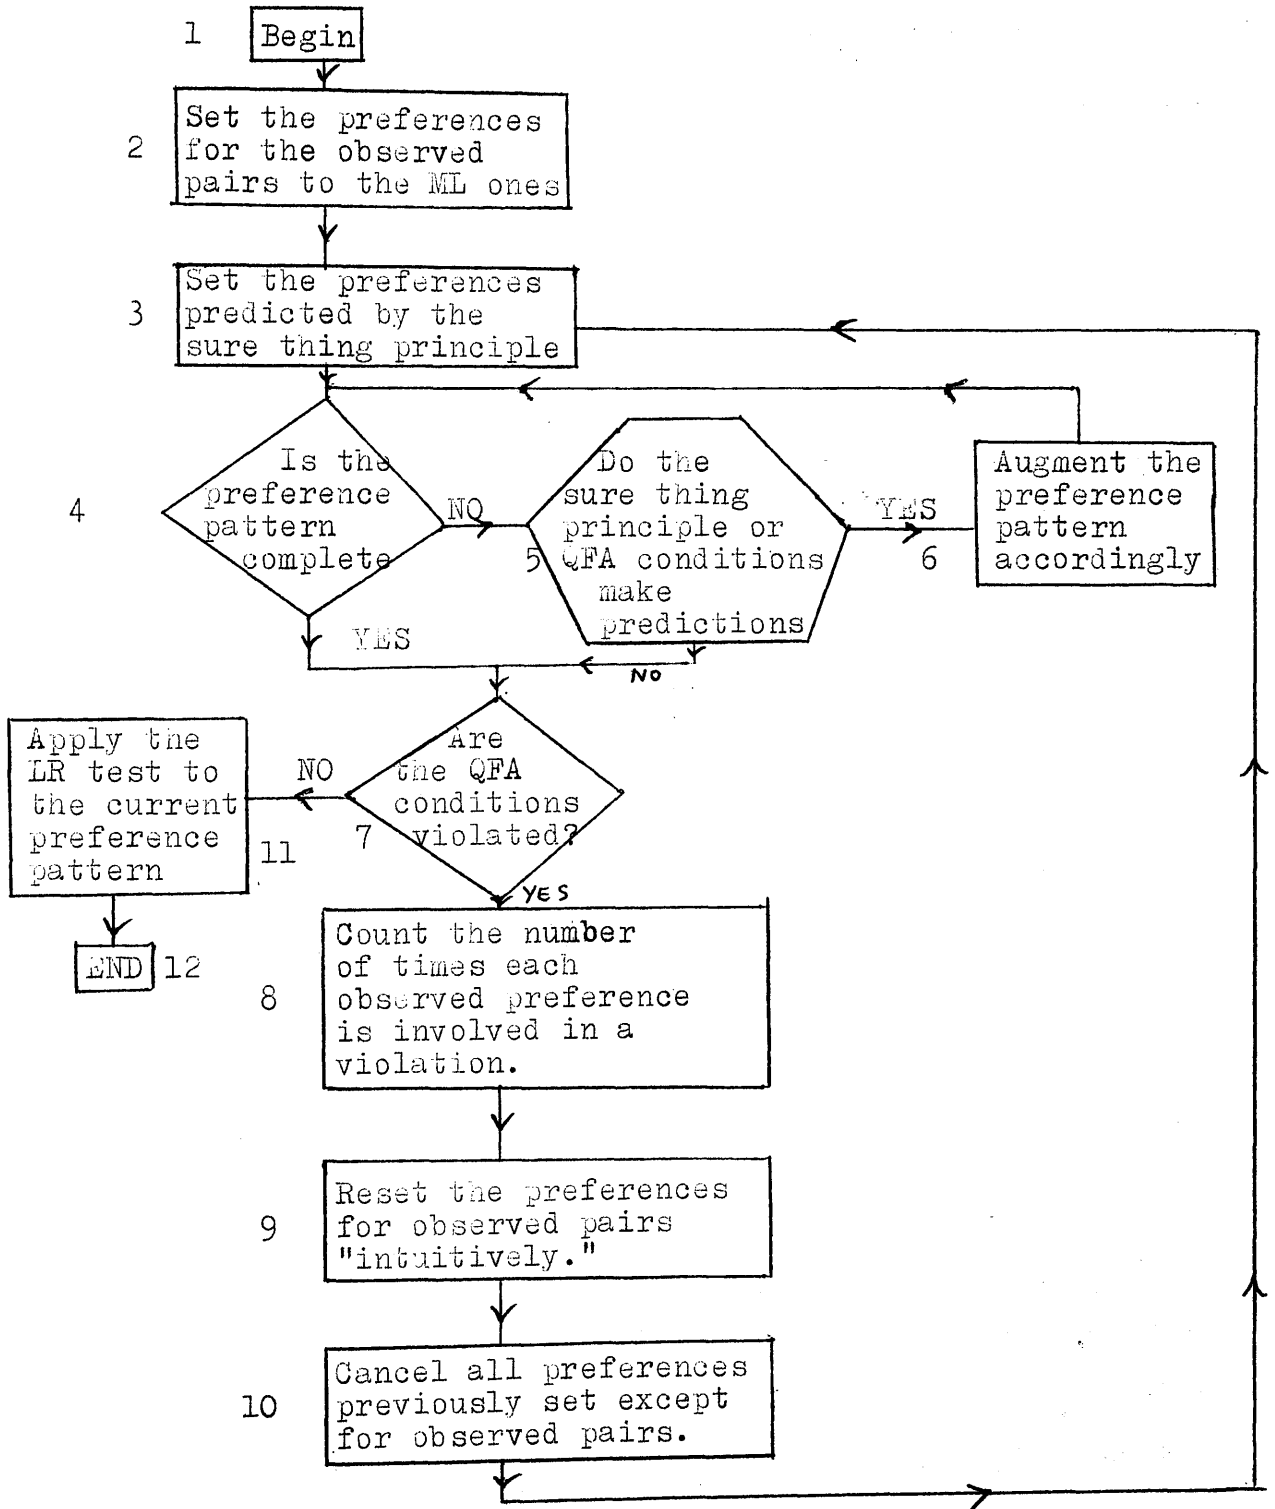 1
Begin
2
Set the preferences
for the observed
pairs to the ML ones
3
Set the preferences
predicted by the
sure thing principle
4
Is the
preference
pattern
complete
NO
5
Do the
sure thing
principle or
QFA conditions
make
predictions
YES
6
Augment the
preference
pattern
accordingly
YES
NO
7
Are
the QFA
conditions
violated?
NO
11
Apply the
LR test to
the current
preference
pattern
END
12
YES
8
Count the number
of times each
observed preference
is involved in a
violation.
9
Reset the preferences
for observed pairs
"intuitively."
10
Cancel all preferences
previously set except
for observed pairs.